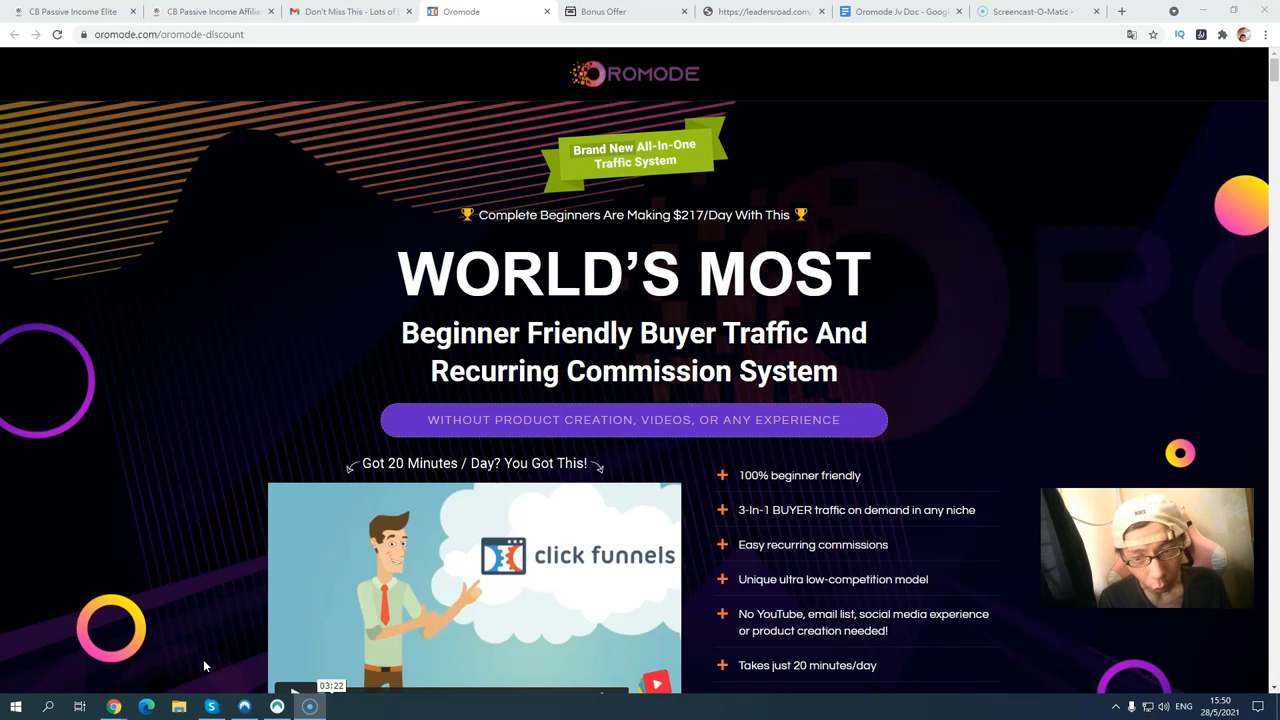 CB Passive Income Elite
CB Passive Income Affiliat
Don't Miss This - Lots of
Oromode
Bonus Offer
https://leadersroad.com/
Oromode Jv Doc - Googl
Screencast-O-Matic -
oromode.com/oromode-discount
OROMODE
Brand New All-In-One
Traffic System
Complete Beginners Are Making $217/Day With This
WORLD'S MOST
Beginner Friendly Buyer Traffic And
Recurring Commission System
WITHOUT PRODUCT CREATION, VIDEOS, OR ANY EXPERIENCE
Got 20 Minutes / Day? You Got This!
click funnels
03:22
100% beginner friendly
3-In-1 BUYER traffic on demand in any niche
Easy recurring commissions
Unique ultra low-competition model
No YouTube, email list, social media experience
or product creation needed!
Takes just 20 minutes/day
ENG
15:50
28/5/2021